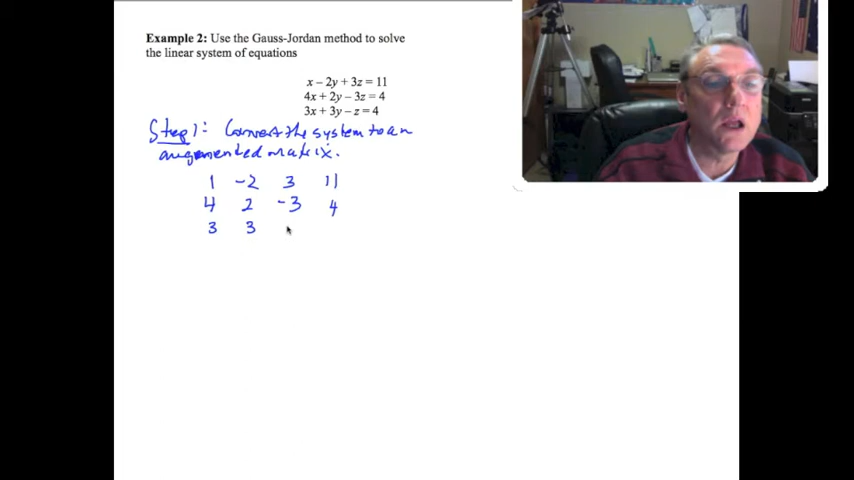 Example 2: Use the Gauss-Jordan method to solve
the linear system of equations
x – 2y + 3z = 11
4x + 2y – 3z = 4
3x + 3y – z = 4
Step 1: Convert the system to an
augmented matrix.
1 -2 3 11
4 2 -3 4
3 3